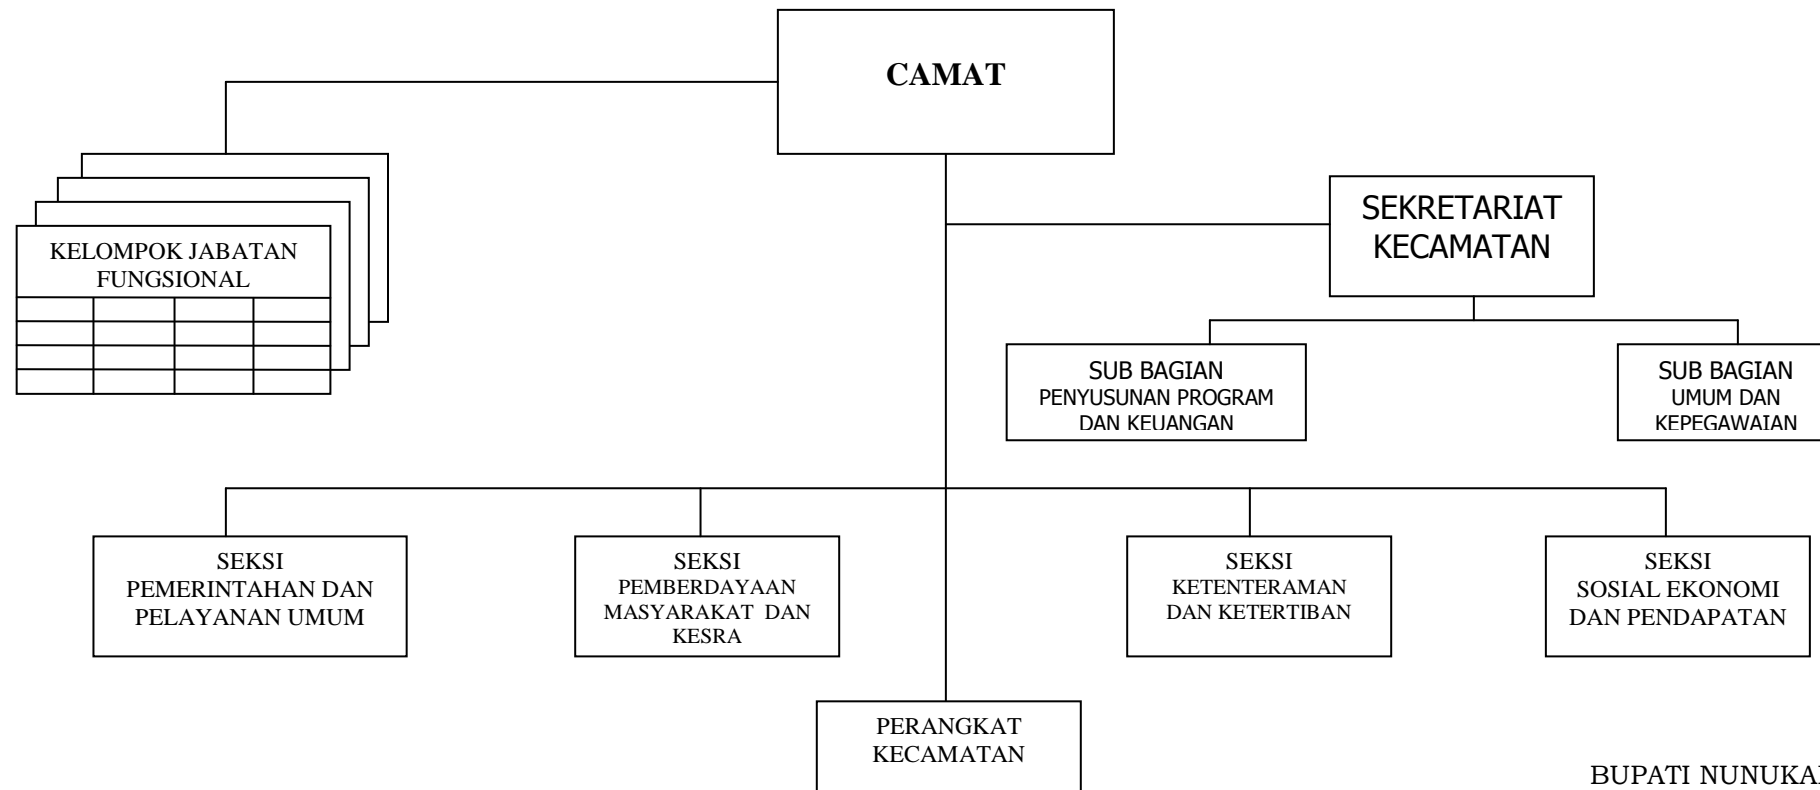 CAMAT
SEKRETARIAT
KECAMATAN
KELOMPOK JABATAN
FUNGSIONAL
SUB BAGIAN
PENYUSUNAN PROGRAM
DAN KEUANGAN
SUB BAGIAN
UMUM DAN
KEPEGAWAIAN
SEKSI
PEMERINTAHAN DAN
PELAYANAN UMUM
SEKSI
PEMBERDAYAAN
MASYARAKAT DAN
KESRA
SEKSI
KETENTERAMAN
DAN KETERTIBAN
SEKSI
SOSIAL EKONOMI
DAN PENDAPATAN
PERANGKAT
KECAMATAN
BUPATI NUNUKAN